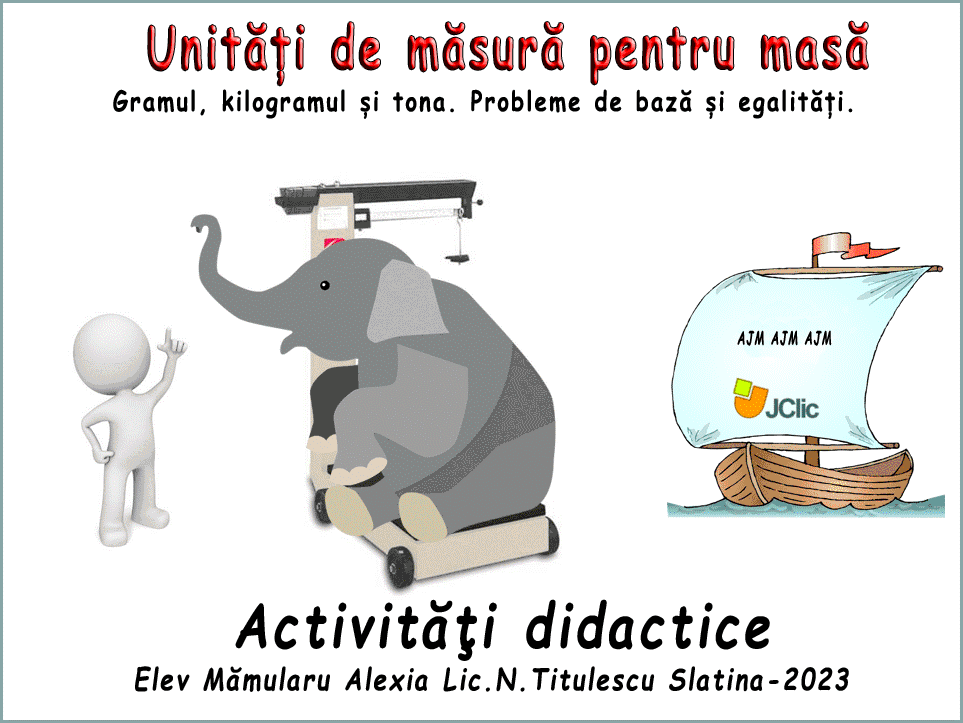 Unități de măsură pentru masă
Gramul, kilogramul și tona. Probleme de bază și egalități.
AJM AJM AJM
JClic
Activităţi didactice
Elev Mămularu Alexia Lic.N.Titulescu Slatina-2023